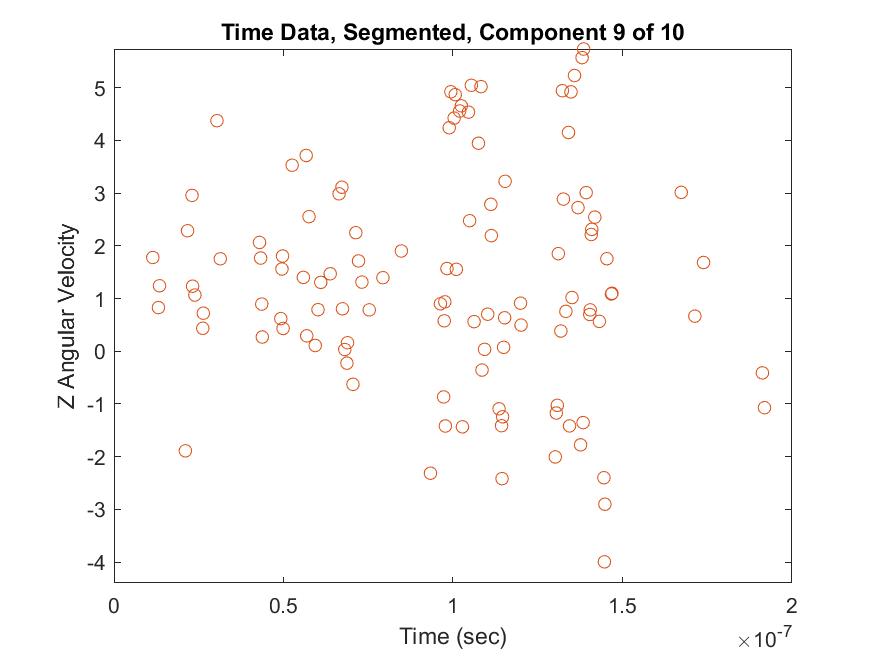 Time Data, Segmented, Component 9 of 10
Z Angular Velocity
5
4
3
2
1
0
-1
-2
-3
-4
0 0.5 1 1.5 2
Time (sec)
×10⁻⁷